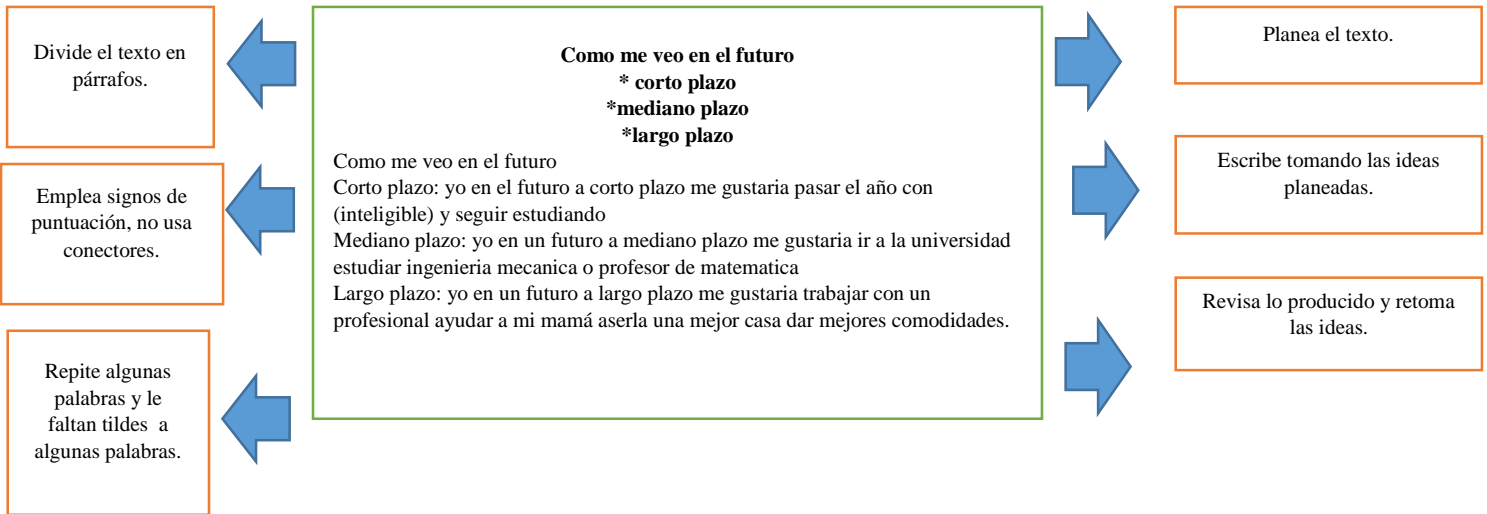 Divide el texto en
párrafos.
Emplea signos de
puntuación, no usa
conectores.
Repite algunas
palabras y le
faltan tildes a
algunas palabras.
Como me veo en el futuro
* corto plazo
*mediano plazo
*largo plazo
Como me veo en el futuro
Corto plazo: yo en el futuro a corto plazo me gustaria pasar el año con
(inteligible) y seguir estudiando
Mediano plazo: yo en un futuro a mediano plazo me gustaria ir a la universidad
estudiar ingenieria mecanica o profesor de matematica
Largo plazo: yo en un futuro a largo plazo me gustaria trabajar con un
profesional ayudar a mi mamá aserla una mejor casa dar mejores comodidades.
Planea el texto.
Escribe tomando las ideas
planeadas.
Revisa lo producido y retoma
las ideas.